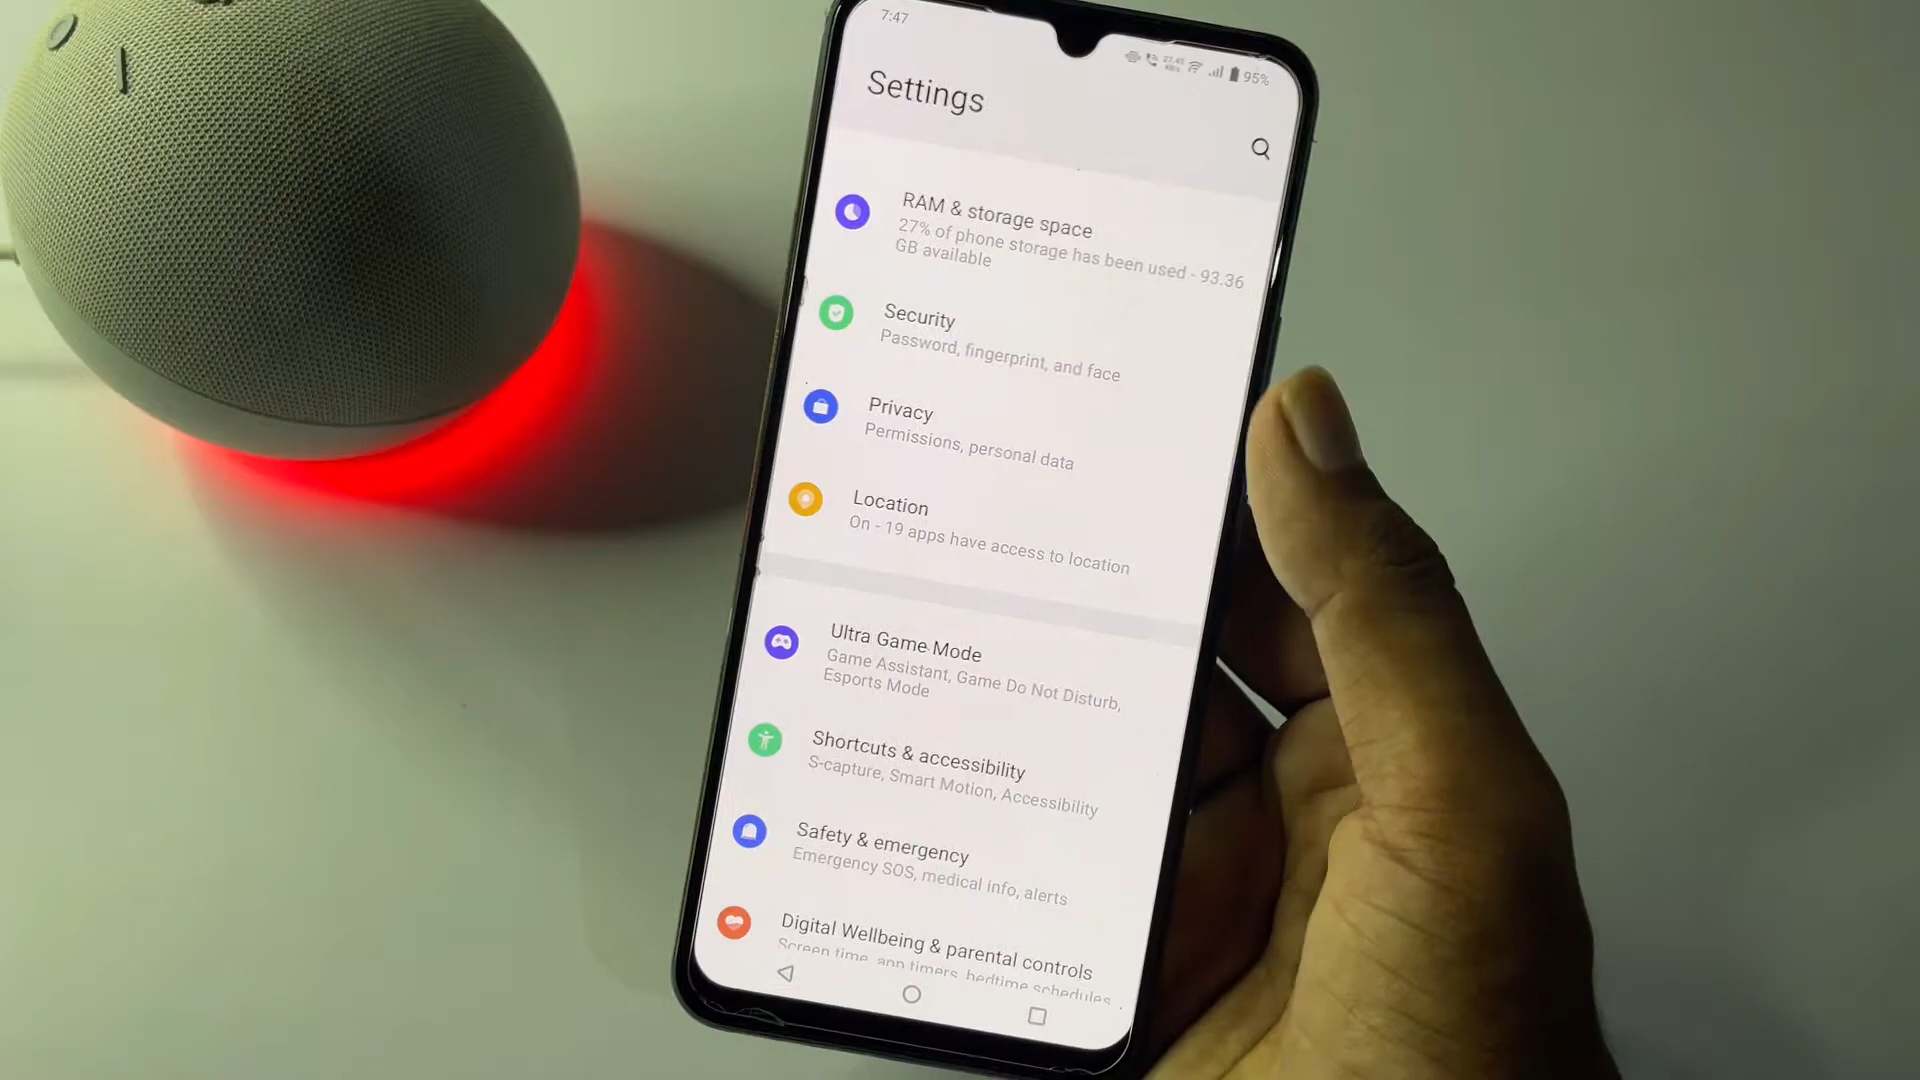 7:47
27.45
KB/s
95%
Settings
RAM & storage space
27% of phone storage has been used - 93.36
GB available
Security
Password, fingerprint, and face
Privacy
Permissions, personal data
Location
On - 19 apps have access to location
Ultra Game Mode
Game Assistant, Game Do Not Disturb,
Esports Mode
Shortcuts & accessibility
S-capture, Smart Motion, Accessibility
Safety & emergency
Emergency SOS, medical info, alerts
Digital Wellbeing & parental controls
Screen time, app timers, bedtime schedules